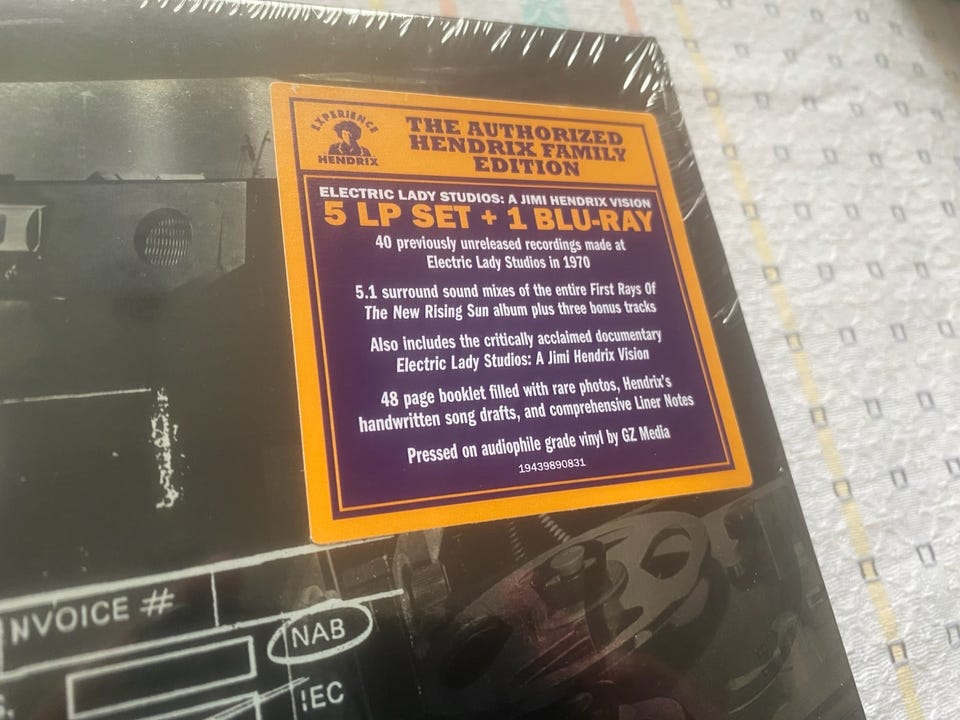 EXPERIENCE
HENDRIX
THE AUTHORIZED
HENDRIX FAMILY
EDITION
ELECTRIC LADY STUDIOS: A JIMI HENDRIX VISION
5 LP SET + 1 BLU-RAY
40 previously unreleased recordings made at
Electric Lady Studios in 1970
5.1 surround sound mixes of the entire First Rays Of
The New Rising Sun album plus three bonus tracks
Also includes the critically acclaimed documentary
Electric Lady Studios: A Jimi Hendrix Vision
48 page booklet filled with rare photos, Hendrix's
handwritten song drafts, and comprehensive Liner Notes
Pressed on audiophile grade vinyl by GZ Media
19439890831
NVOICE #
NAB
IEC